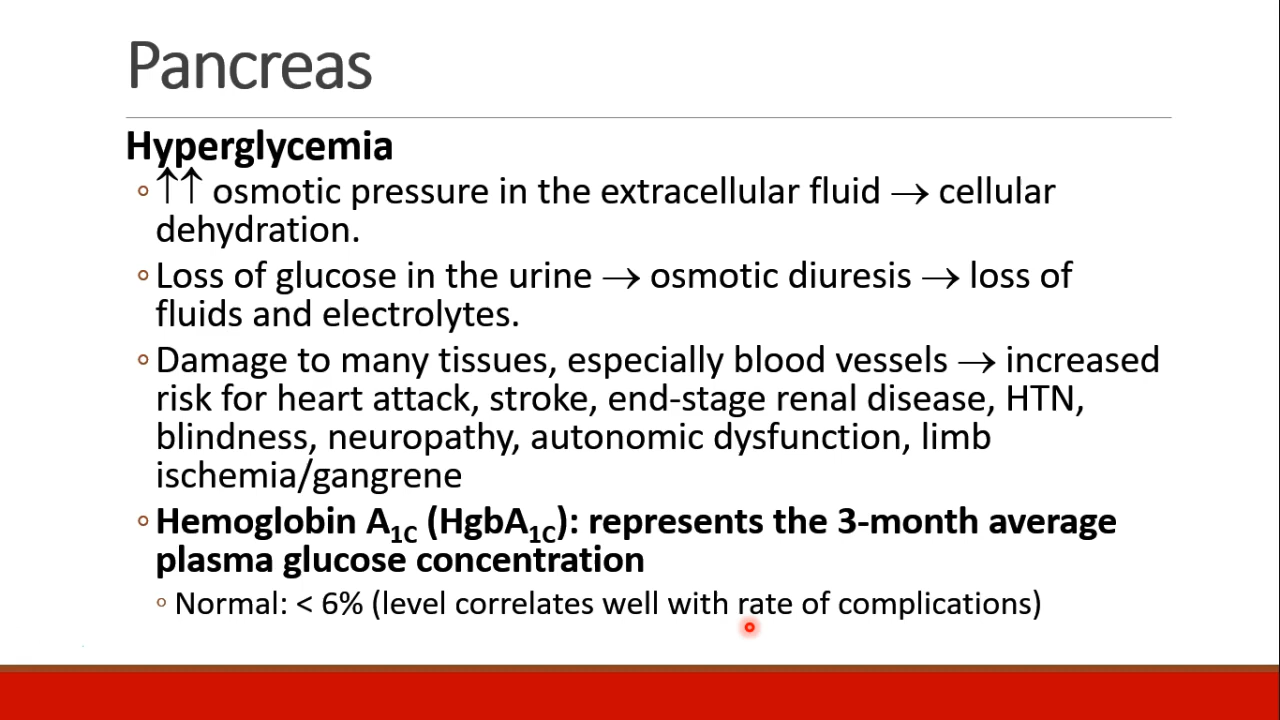 Pancreas
Hyperglycemia
◦ ↑↑ osmotic pressure in the extracellular fluid → cellular
dehydration.
◦ Loss of glucose in the urine → osmotic diuresis → loss of
fluids and electrolytes.
◦ Damage to many tissues, especially blood vessels → increased
risk for heart attack, stroke, end-stage renal disease, HTN,
blindness, neuropathy, autonomic dysfunction, limb
ischemia/gangrene
◦ Hemoglobin A1C (HgbA1C): represents the 3-month average
plasma glucose concentration
◦ Normal: < 6% (level correlates well with rate of complications)